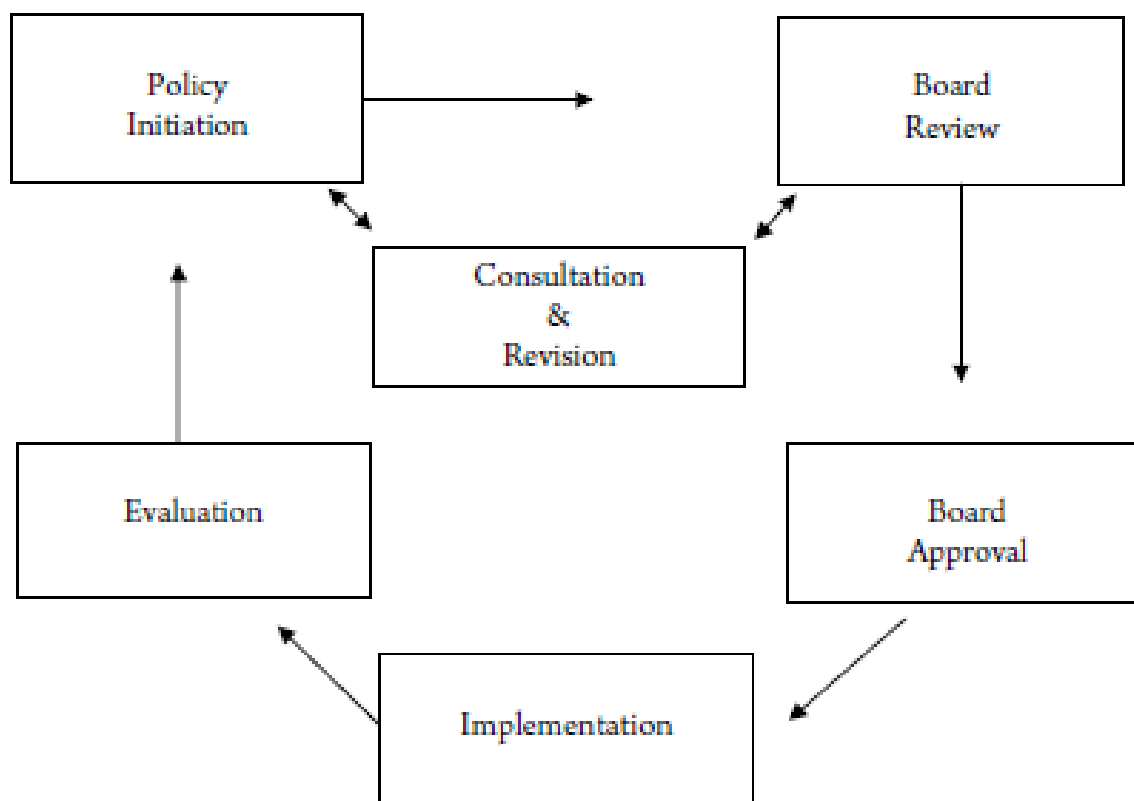 Policy
Initiation
Board
Review
Consultation
&
Revision
Evaluation
Board
Approval
Implementation